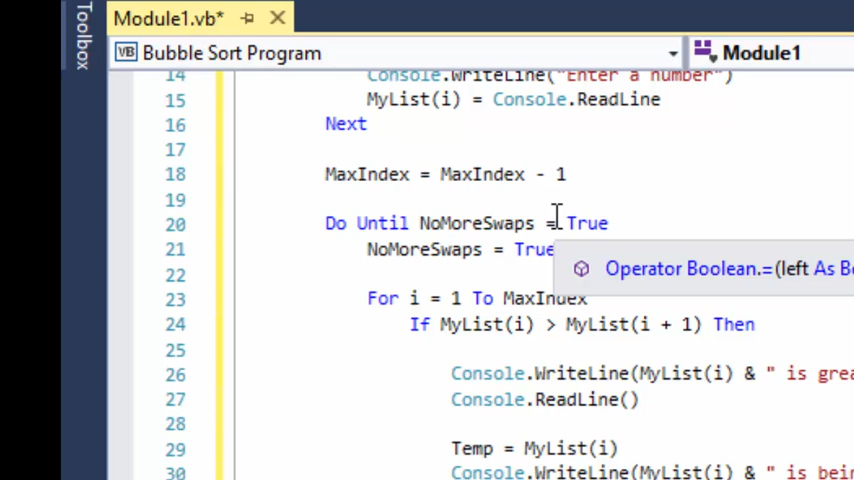 Toolbox
Module1.vb*
VB Bubble Sort Program
Module1
14 Console.WriteLine("Enter a number")
15 MyList(i) = Console.ReadLine
16 Next
17
18 MaxIndex = MaxIndex - 1
19
20 Do Until NoMoreSwaps = True
21 NoMoreSwaps = True
Operator Boolean.=(left As Bo
22
23 For i = 1 To MaxIndex
24 If MyList(i) > MyList(i + 1) Then
25
26 Console.WriteLine(MyList(i) & " is grea
27 Console.ReadLine()
28
29 Temp = MyList(i)
30 Console.WriteLine(MyList(i) & " is bein